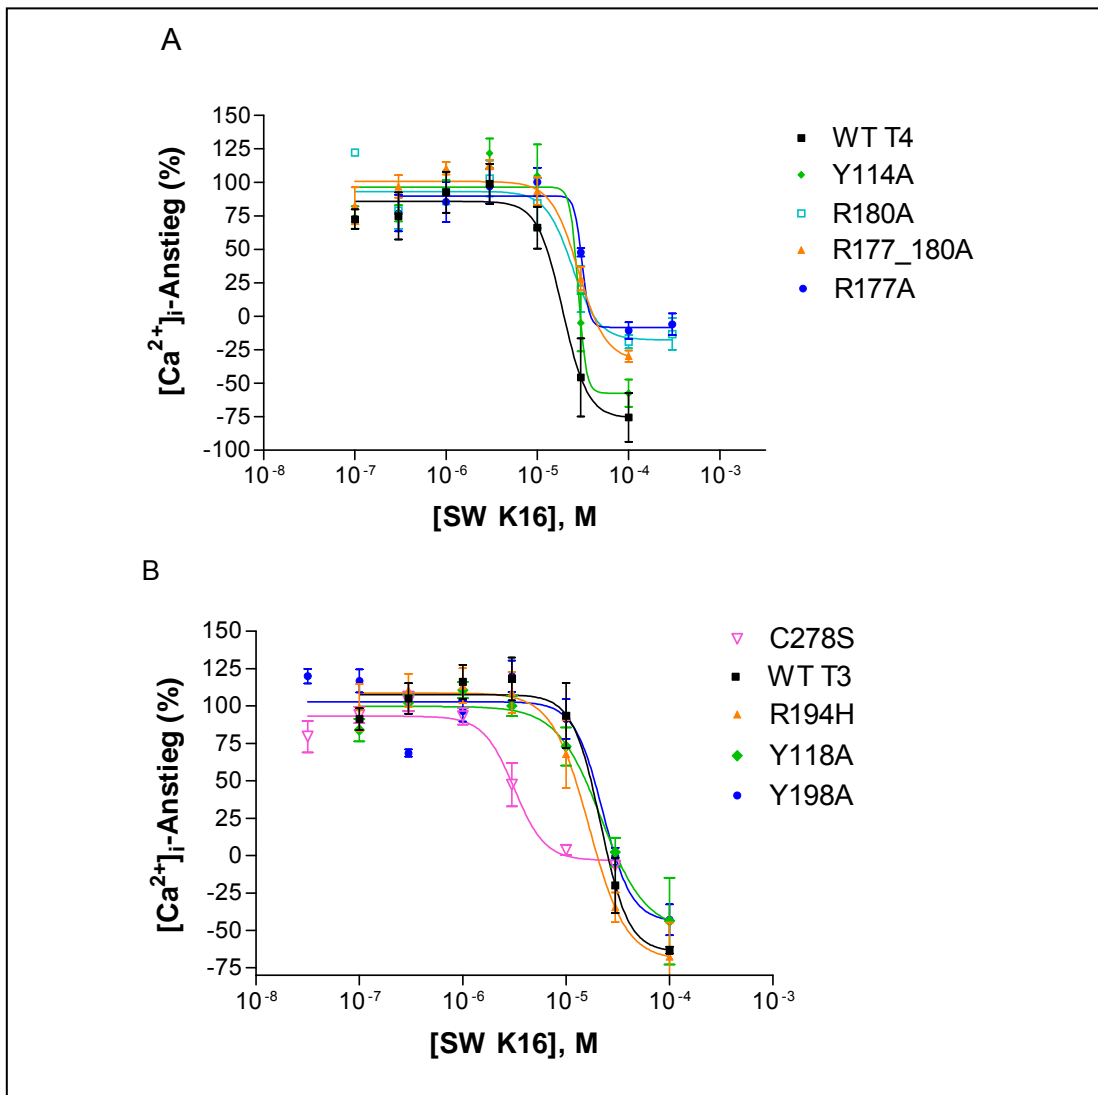 A
[Ca2+]i-Anstieg (%)
150
125
100
75
50
25
0
-25
-50
-75
-100
10-8
10-7
10-6
10-5
10-4
10-3
[SW K16], M
WT T4
Y114A
R180A
R177_180A
R177A
B
[Ca2+]i-Anstieg (%)
150
125
100
75
50
25
0
-25
-50
-75
10-8
10-7
10-6
10-5
10-4
10-3
[SW K16], M
C278S
WT T3
R194H
Y118A
Y198A